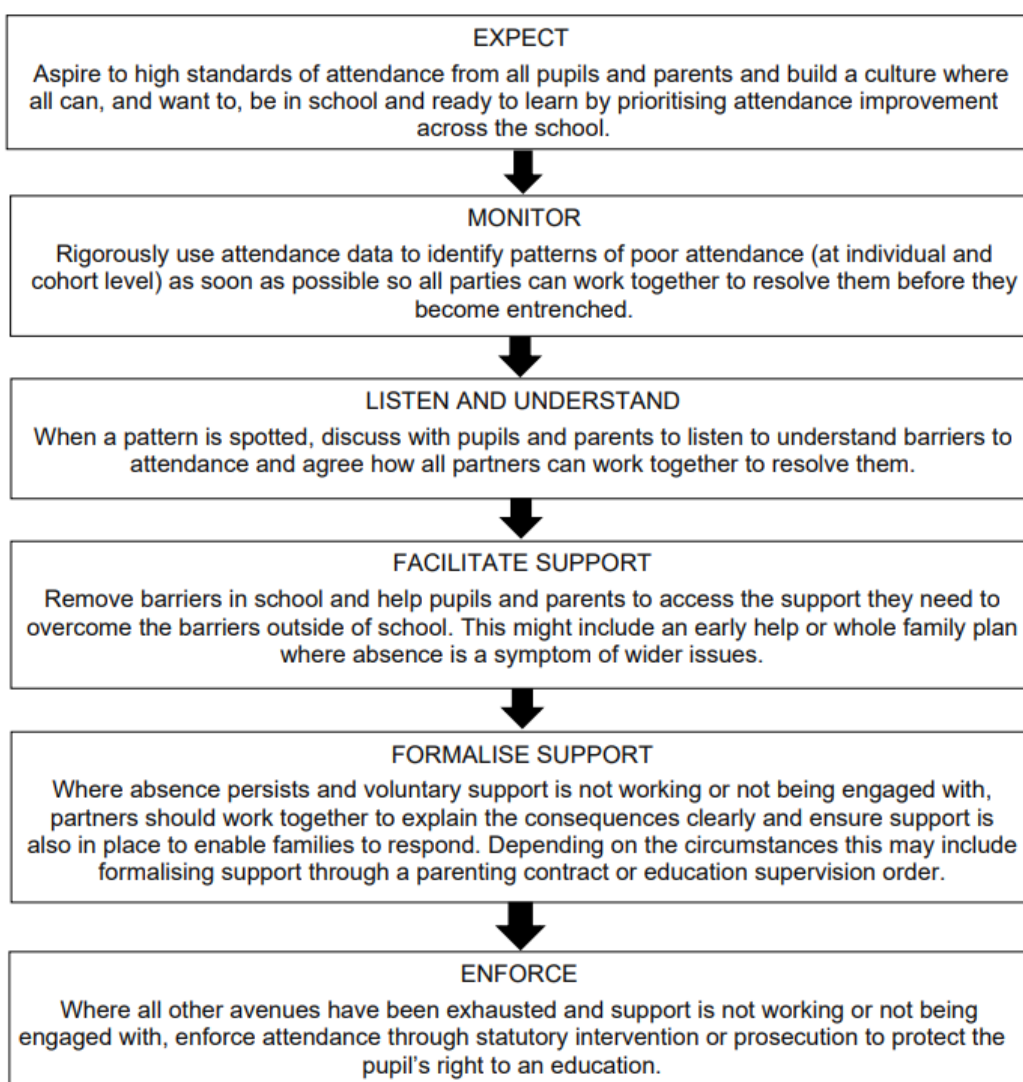 EXPECT
Aspire to high standards of attendance from all pupils and parents and build a culture where
all can, and want to, be in school and ready to learn by prioritising attendance improvement
across the school.
MONITOR
Rigorously use attendance data to identify patterns of poor attendance (at individual and
cohort level) as soon as possible so all parties can work together to resolve them before they
become entrenched.
LISTEN AND UNDERSTAND
When a pattern is spotted, discuss with pupils and parents to listen to understand barriers to
attendance and agree how all partners can work together to resolve them.
FACILITATE SUPPORT
Remove barriers in school and help pupils and parents to access the support they need to
overcome the barriers outside of school. This might include an early help or whole family plan
where absence is a symptom of wider issues.
FORMALISE SUPPORT
Where absence persists and voluntary support is not working or not being engaged with,
partners should work together to explain the consequences clearly and ensure support is
also in place to enable families to respond. Depending on the circumstances this may include
formalising support through a parenting contract or education supervision order.
ENFORCE
Where all other avenues have been exhausted and support is not working or not being
engaged with, enforce attendance through statutory intervention or prosecution to protect the
pupil's right to an education.